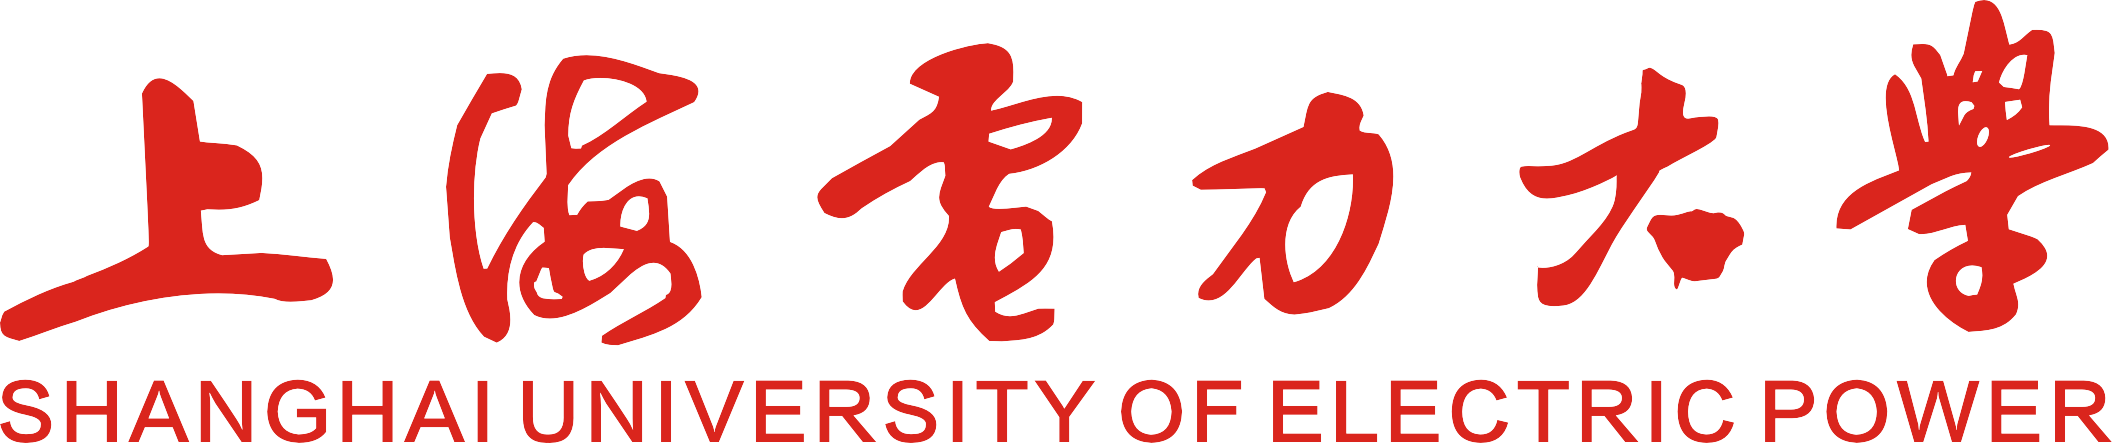 上海電力大學
SHANGHAI UNIVERSITY OF ELECTRIC POWER